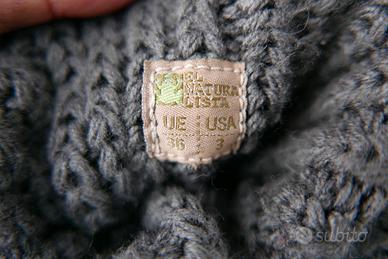 EL
NATURA
LISTA
UE USA
36 3
subito